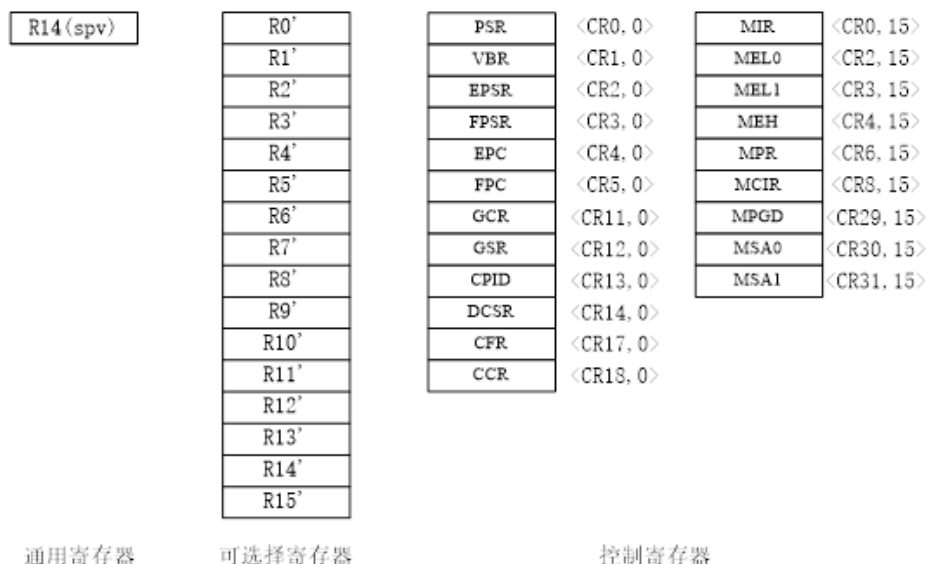 R14(spv) R0' PSR <CR0, 0> MIR <CR0, 15>
R1' VBR <CR1, 0> MEL0 <CR2, 15>
R2' EPSR <CR2, 0> MEL1 <CR3, 15>
R3' FPSR <CR3, 0> MEH <CR4, 15>
R4' EPC <CR4, 0> MPR <CR6, 15>
R5' FPC <CR5, 0> MCIR <CR8, 15>
R6' GCR <CR11, 0> MPGD <CR29, 15>
R7' GSR <CR12, 0> MSA0 <CR30, 15>
R8' CPID <CR13, 0> MSA1 <CR31, 15>
R9' DCSR <CR14, 0>
R10' CFR <CR17, 0>
R11' CCR <CR18, 0>
R12'
R13'
R14'
R15'
通用寄存器 可选择寄存器 控制寄存器